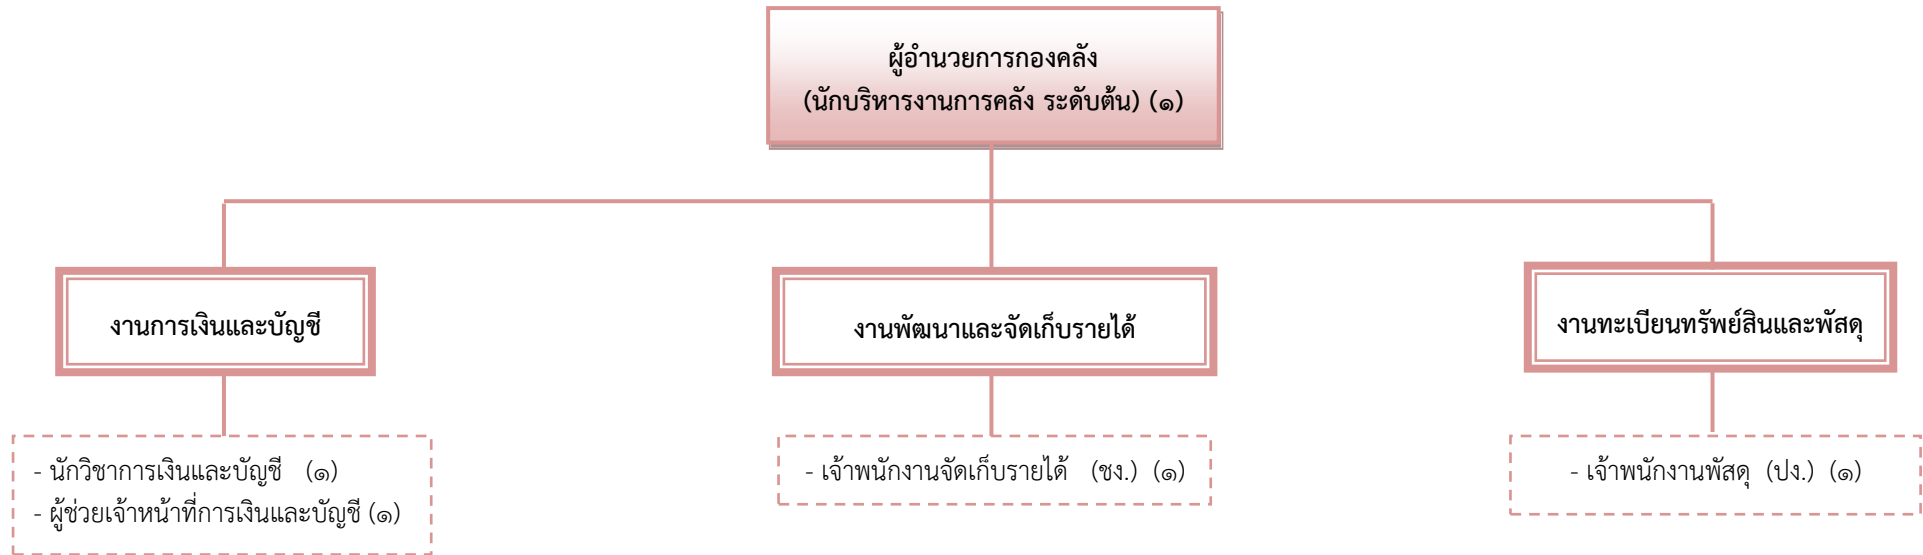 ผู้อำนวยการกองคลัง
(นักบริหารงานการคลัง ระดับต้น) (๑)
งานการเงินและบัญชี
งานพัฒนาและจัดเก็บรายได้
งานทะเบียนทรัพย์สินและพัสดุ
- นักวิชาการเงินและบัญชี (๑)
- ผู้ช่วยเจ้าหน้าที่การเงินและบัญชี (๑)
- เจ้าพนักงานจัดเก็บรายได้ (ชง.) (๑)
- เจ้าพนักงานพัสดุ (ปง.) (๑)